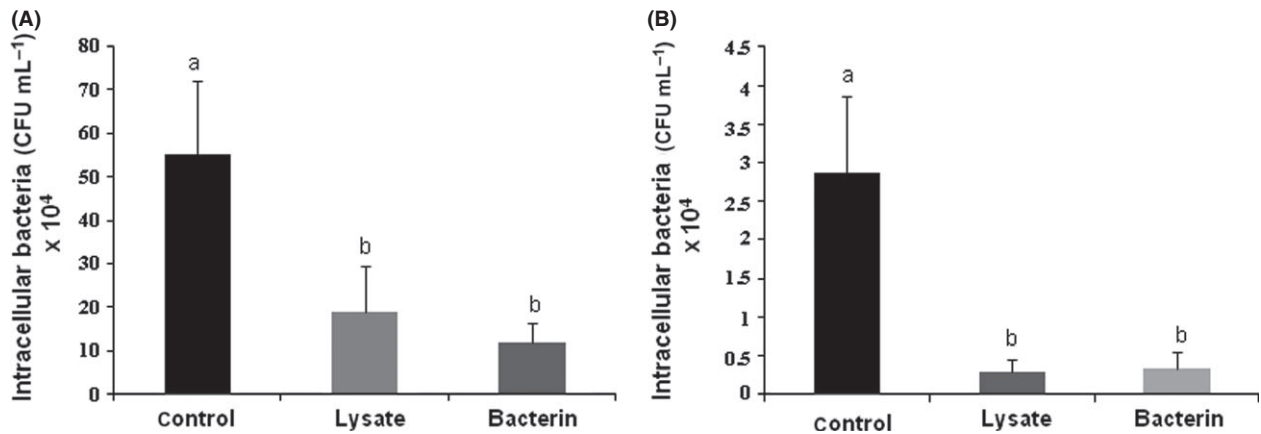 (A)
Intracellular bacteria (CFU mL⁻¹)
x 10⁴
80
70
60
50
40
30
20
10
0
a
b
b
Control
Lysate
Bacterin
(B)
Intracellular bacteria (CFU mL⁻¹)
x 10⁴
4.5
4
3.5
3
2.5
2
1.5
1
0.5
0
a
b
b
Control
Lysate
Bacterin